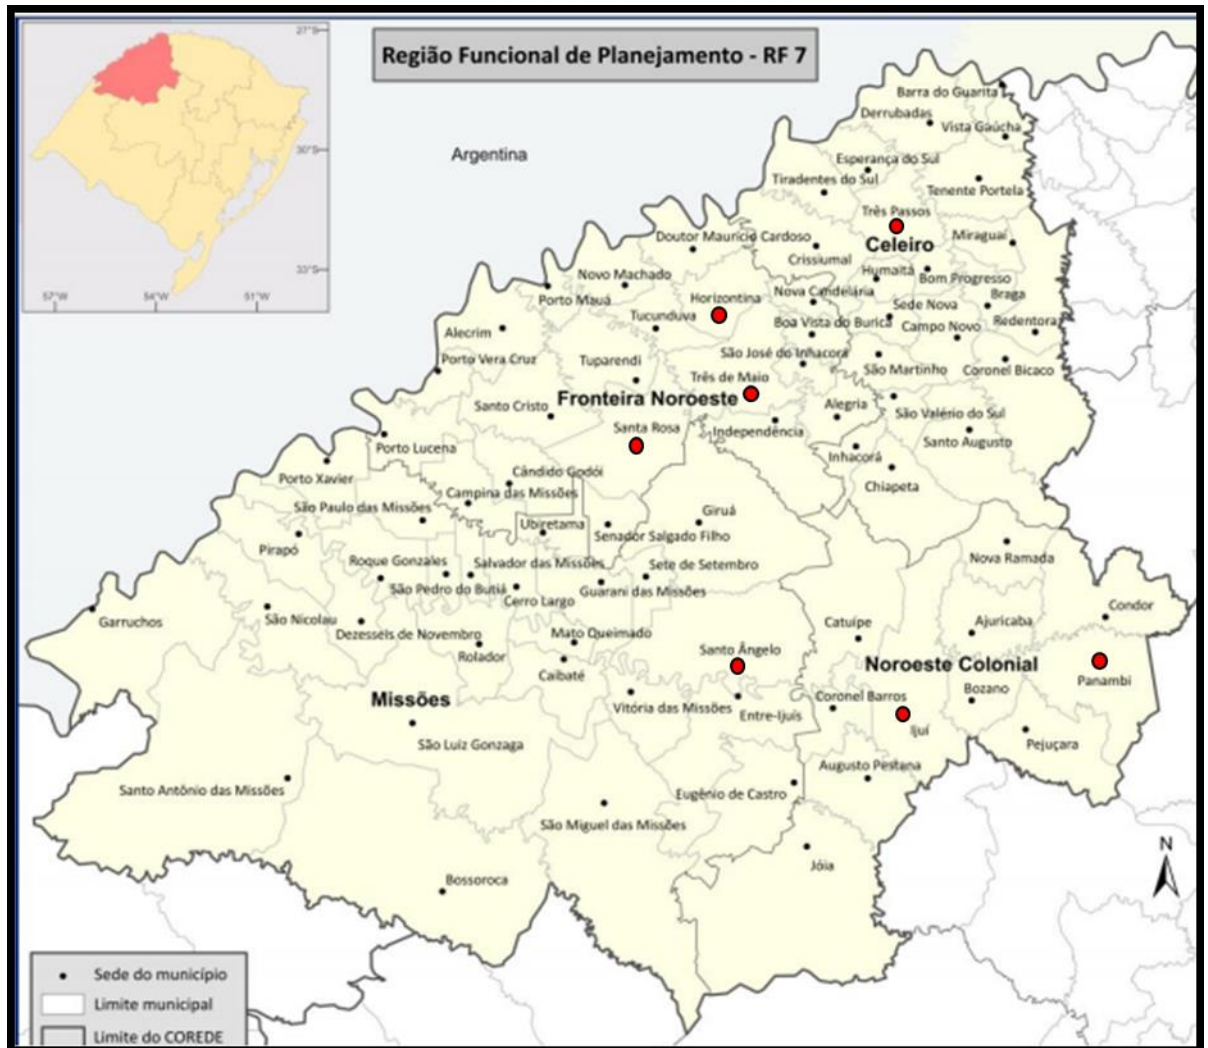 Região Funcional de Planejamento - RF 7
27°S
30°S
33°S
57°W
54°W
51°W
Argentina
Barra do Guarita
Derrubadas
Vista Gaúcha
Esperança do Sul
Tiradentes do Sul
Tenente Portela
Três Passos
Celeiro
Miraguaí
Doutor Maurício Cardoso
Crissiumal
Humaitá
Bom Progresso
Novo Machado
Porto Mauá
Horizontina
Nova Candelária
Sede Nova
Braga
Tucunduva
Boa Vista do Buricá
Campo Novo
Redentora
Alecrim
Porto Vera Cruz
Tuparendi
São José do Inhacorá
São Martinho
Coronel Bicaco
Três de Maio
Fronteira Noroeste
Santo Cristo
Alegria
São Valério do Sul
Santa Rosa
Independência
Santo Augusto
Porto Lucena
Inhacorá
Porto Xavier
Cândido Godói
Chiapeta
Campina das Missões
São Paulo das Missões
Giruá
Ubiretama
Senador Salgado Filho
Pirapó
Nova Ramada
Roque Gonzales
Salvador das Missões
Sete de Setembro
São Pedro do Butiá
Guarani das Missões
Cerro Largo
Garruchos
São Nicolau
Condor
Dezesseis de Novembro
Mato Queimado
Catuípe
Ajuricaba
Rolador
Santo Ângelo
Caibaté
Noroeste Colonial
Panambi
Missões
Coronel Barros
Bozano
Vitória das Missões
Entre-Ijuís
Ijuí
São Luiz Gonzaga
Pejuçara
Augusto Pestana
Santo Antônio das Missões
Eugênio de Castro
São Miguel das Missões
Jóia
N
Bossoroca
Sede do município
Limite municipal
Limite do COREDE